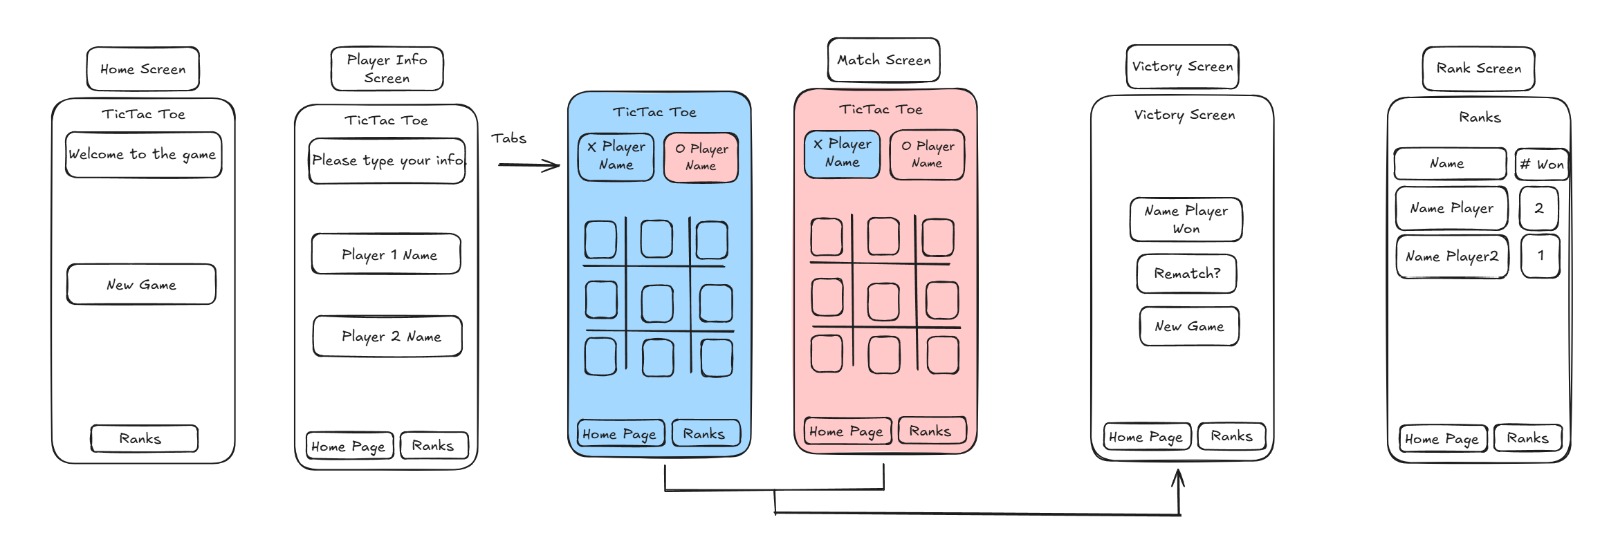 Home Screen
TicTac Toe
Welcome to the game
New Game
Ranks
Player Info
Screen
TicTac Toe
Please type your info.
Player 1 Name
Player 2 Name
Home Page
Ranks
Tabs
TicTac Toe
X Player
Name
O Player
Name
Home Page
Ranks
Match Screen
TicTac Toe
X Player
Name
O Player
Name
Home Page
Ranks
Victory Screen
Victory Screen
Name Player
Won
Rematch?
New Game
Home Page
Ranks
Rank Screen
Ranks
Name
# Won
Name Player
2
Name Player2
1
Home Page
Ranks